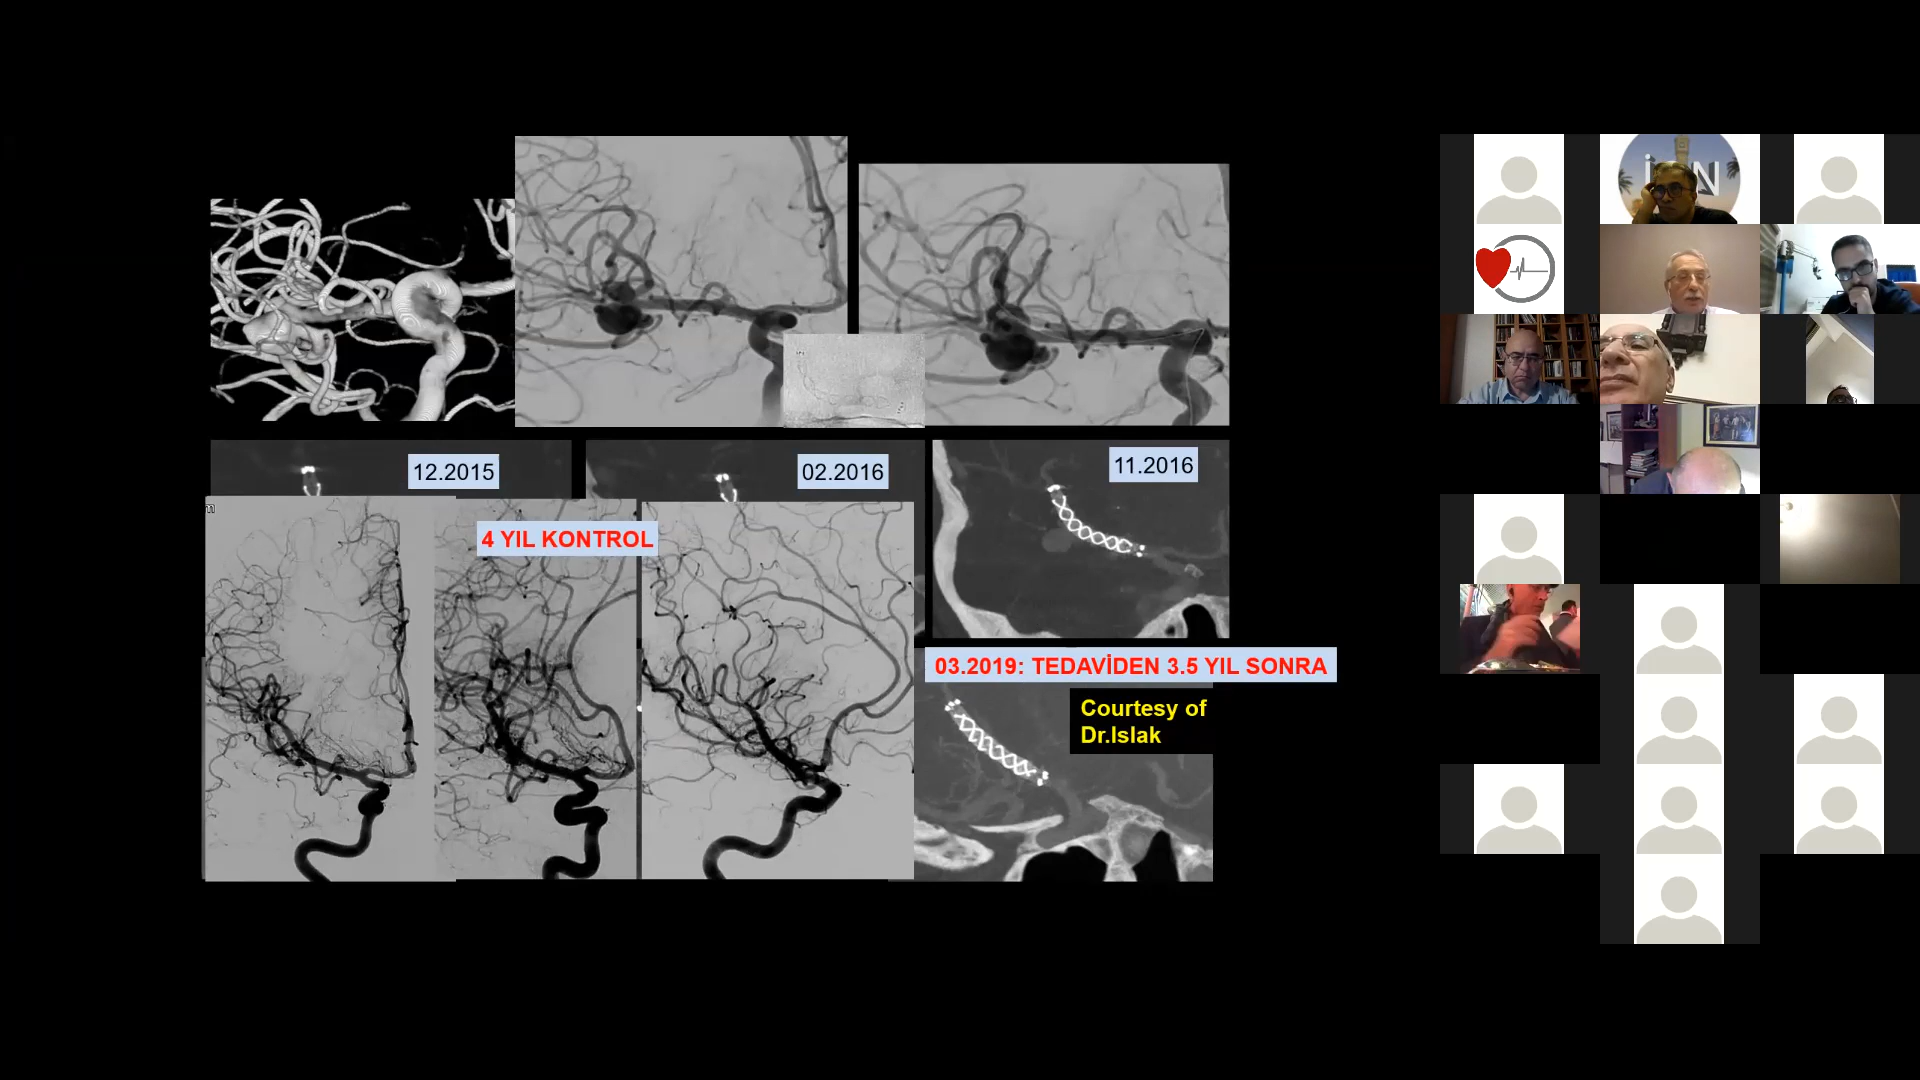 12.2015
02.2016
11.2016
m
4 YIL KONTROL
03.2019: TEDAVİDEN 3.5 YIL SONRA
Courtesy of
Dr.Islak